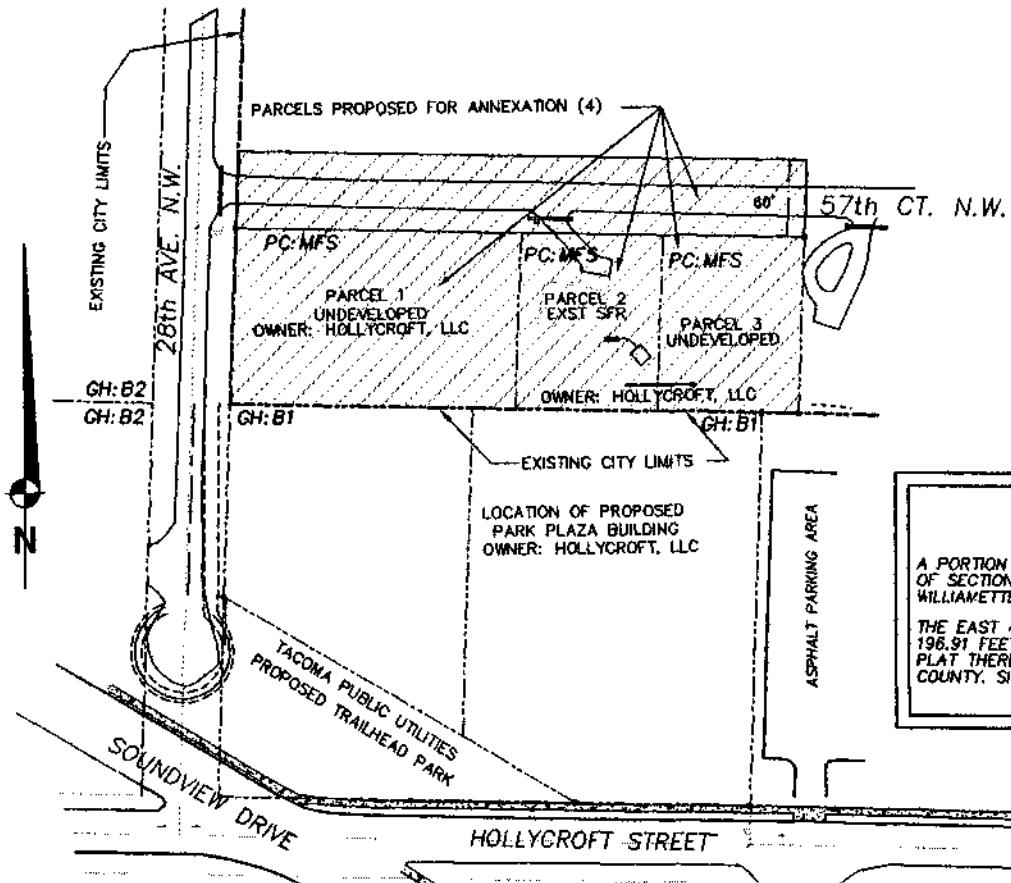 PARCELS PROPOSED FOR ANNEXATION (4)
EXISTING CITY LIMITS
28th AVE. N.W.
60'
57th CT. N.W.
PC:MFS
PC:MFS
PC:MFS
PARCEL 1
UNDEVELOPED
OWNER: HOLLYCROFT, LLC
PARCEL 2
EXST SFR
PARCEL 3
UNDEVELOPED
OWNER: HOLLYCROFT, LLC
GH:B2
GH:B2
GH:B1
GH:B1
EXISTING CITY LIMITS
N
LOCATION OF PROPOSED
PARK PLAZA BUILDING
OWNER: HOLLYCROFT, LLC
ASPHALT PARKING AREA
A PORTION
OF SECTION
WILLIAMETTE
THE EAST
196.91 FEET
PLAT THERE
COUNTY. SI
TACOMA PUBLIC UTILITIES
PROPOSED TRAILHEAD PARK
SOUNDVIEW DRIVE
HOLLYCROFT STREET